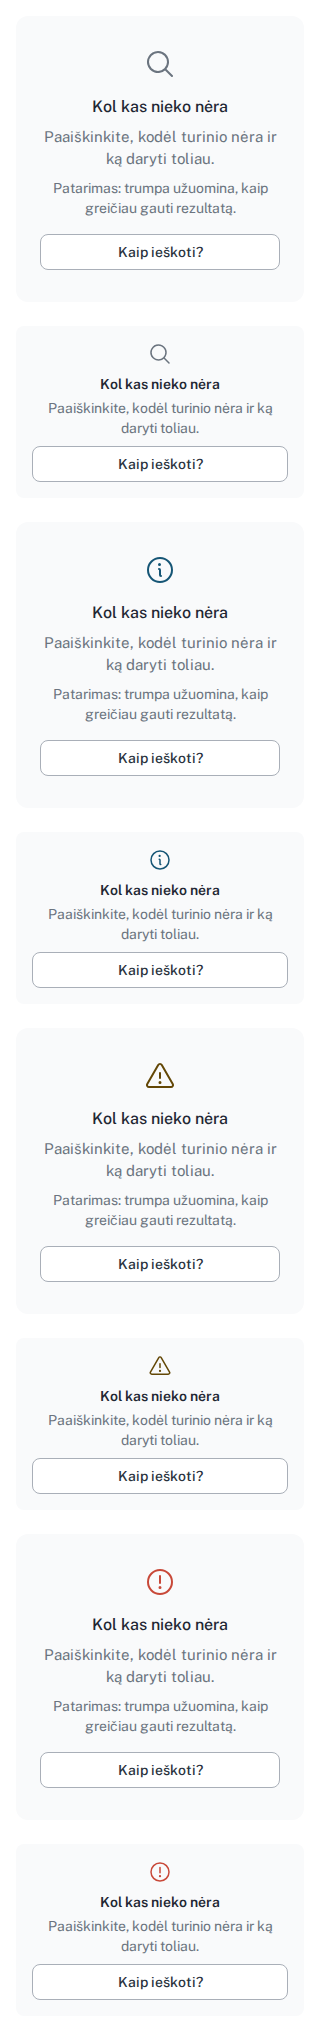 Kol kas nieko nėra
Paaiškinkite, kodėl turinio nėra ir
ką daryti toliau.
Patarimas: trumpa užuomina, kaip
greičiau gauti rezultatą.
Kaip ieškoti?
Kol kas nieko nėra
Paaiškinkite, kodėl turinio nėra ir ką
daryti toliau.
Kaip ieškoti?
Kol kas nieko nėra
Paaiškinkite, kodėl turinio nėra ir
ką daryti toliau.
Patarimas: trumpa užuomina, kaip
greičiau gauti rezultatą.
Kaip ieškoti?
Kol kas nieko nėra
Paaiškinkite, kodėl turinio nėra ir ką
daryti toliau.
Kaip ieškoti?
Kol kas nieko nėra
Paaiškinkite, kodėl turinio nėra ir
ką daryti toliau.
Patarimas: trumpa užuomina, kaip
greičiau gauti rezultatą.
Kaip ieškoti?
Kol kas nieko nėra
Paaiškinkite, kodėl turinio nėra ir ką
daryti toliau.
Kaip ieškoti?
Kol kas nieko nėra
Paaiškinkite, kodėl turinio nėra ir
ką daryti toliau.
Patarimas: trumpa užuomina, kaip
greičiau gauti rezultatą.
Kaip ieškoti?
Kol kas nieko nėra
Paaiškinkite, kodėl turinio nėra ir ką
daryti toliau.
Kaip ieškoti?